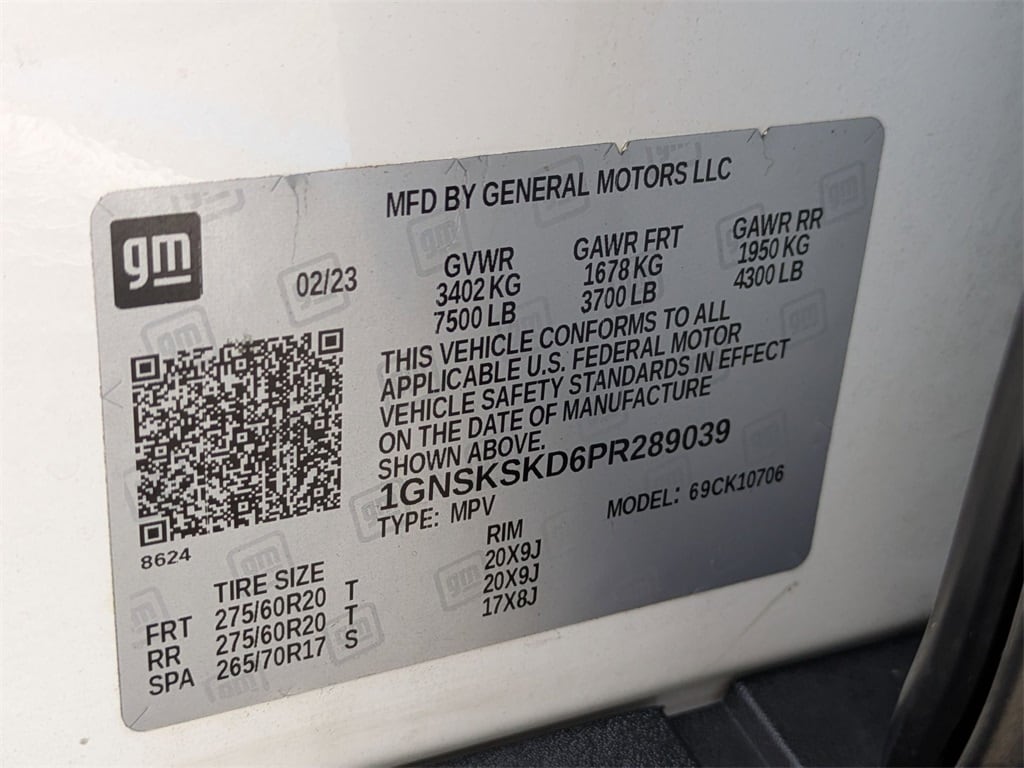 MFD BY GENERAL MOTORS LLC
gm
02/23
GVWR GAWR FRT GAWR RR
3402 KG 1678 KG 1950 KG
7500 LB 3700 LB 4300 LB
THIS VEHICLE CONFORMS TO ALL
APPLICABLE U.S. FEDERAL MOTOR
VEHICLE SAFETY STANDARDS IN EFFECT
ON THE DATE OF MANUFACTURE
SHOWN ABOVE.
1GNSKSKD6PR289039
TYPE: MPV MODEL: 69CK10706
8624
TIRE SIZE RIM
FRT 275/60R20 T 20X9J
RR 275/60R20 T 20X9J
SPA 265/70R17 S 17X8J